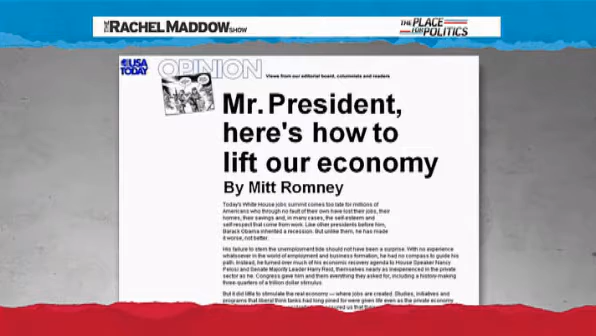 THE RACHEL MADDOW SHOW
THE PLACE
FOR POLITICS
USA
TODAY
OPINION
Views from our editorial board, columnists and readers
Mr. President,
here's how to
lift our economy
By Mitt Romney
Today's White House jobs summit comes too late for millions of
Americans who through no fault of their own have lost their jobs, their
homes, their savings and, in many cases, the self-esteem and
self-respect that come from work. Like other presidents before him,
Barack Obama inherited a recession. But unlike them, he has made
it worse, not better.
His failure to stem the unemployment tide should not have been a surprise. With no experience
whatsoever in the world of employment and business formation, he had no compass to guide his
path. Instead, he turned over much of his economic recovery agenda to House Speaker Nancy
Pelosi and Senate Majority Leader Harry Reid, themselves nearly as inexperienced in the private
sector as he. Congress gave him and them everything they asked for, including a history-making
three-quarters of a trillion dollar stimulus.
But it did little to stimulate the real economy — where jobs are created. Studies, initiatives and
programs that liberal think tanks had long pined for were given life even as the private economy